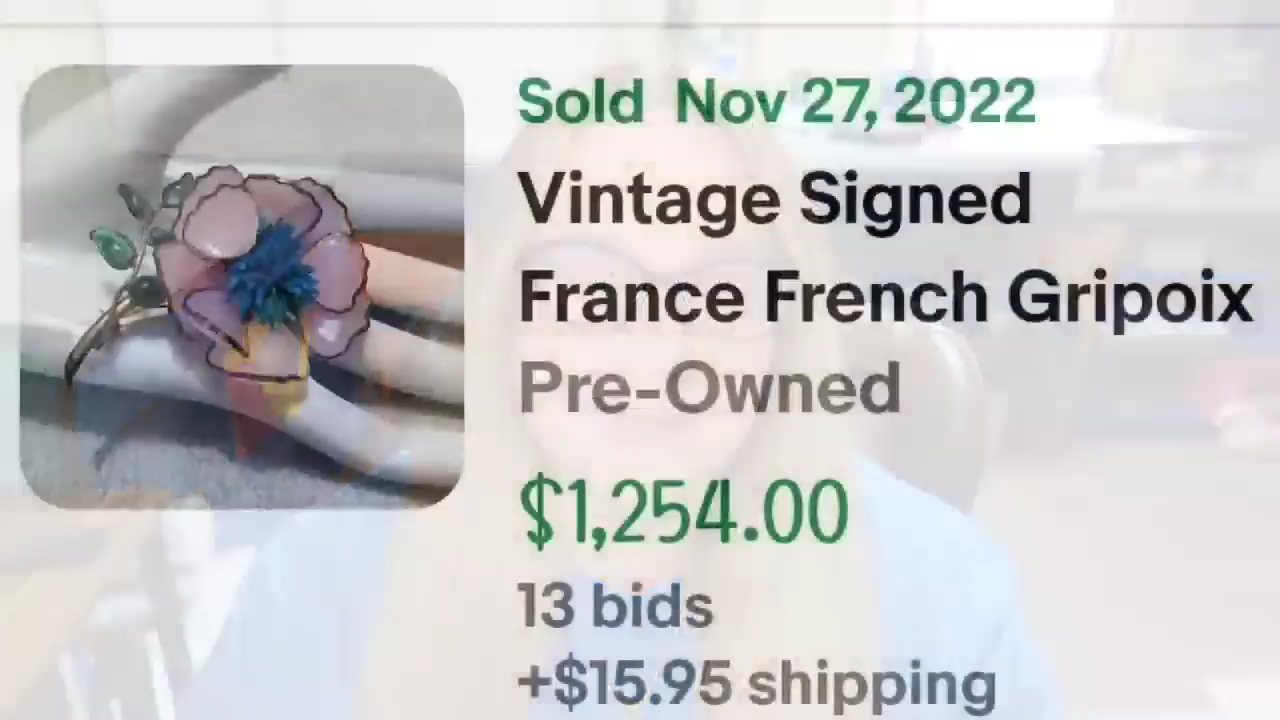 Sold Nov 27, 2022
Vintage Signed
France French Gripoix
Pre-Owned
$1,254.00
13 bids
+$15.95 shipping